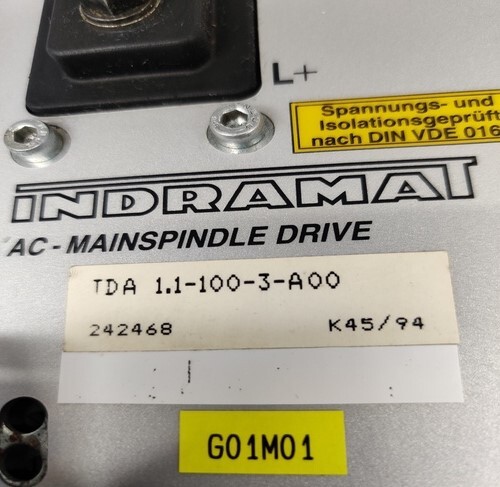 L+
Spannungs- und
Isolationsgeprüft
nach DIN VDE 016
INDRAMAT
AC - MAINSPINDLE DRIVE
TDA 1.1-100-3-A00
242468 K45/94
G01M01